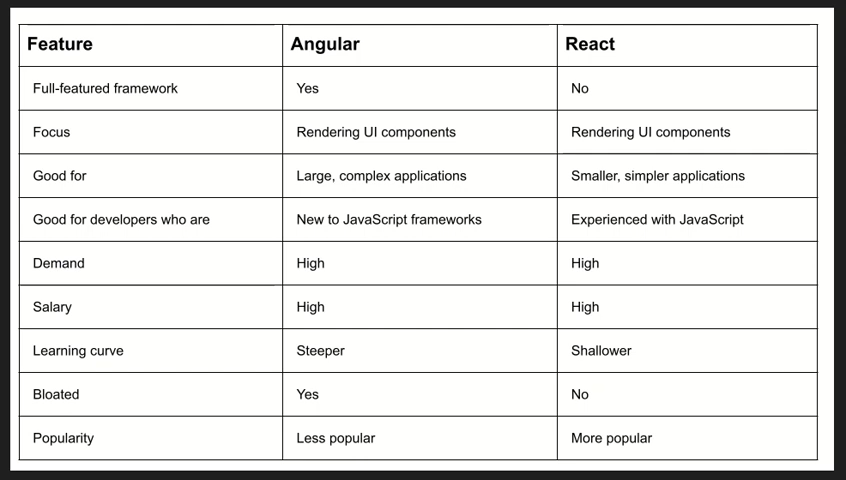 Feature Angular React
Full-featured framework Yes No
Focus Rendering UI components Rendering UI components
Good for Large, complex applications Smaller, simpler applications
Good for developers who are New to JavaScript frameworks Experienced with JavaScript
Demand High High
Salary High High
Learning curve Steeper Shallower
Bloated Yes No
Popularity Less popular More popular